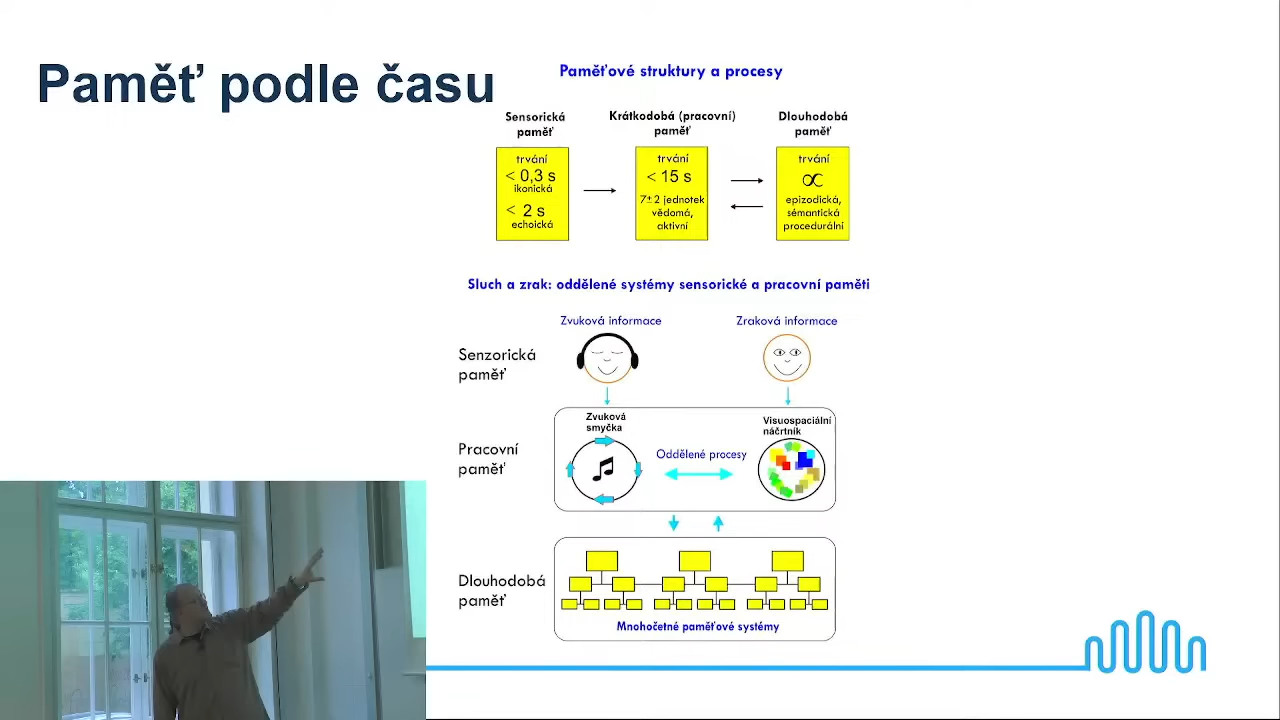 Paměť podle času
Paměťové struktury a procesy
Sensorická
paměť
Krátkodobá (pracovní)
paměť
Dlouhodobá
paměť
trvání
< 0,3 s
ikonická
< 2 s
echoická
trvání
< 15 s
7±2 jednotek
vědomá,
aktivní
trvání
∝
epizodická,
sémantická
procedurální
Sluch a zrak: oddělené systémy sensorické a pracovní paměti
Zvuková informace
Zraková informace
Senzorická
paměť
Zvuková
smyčka
Visuospaciální
náčrtník
Pracovní
paměť
Oddělené procesy
Dlouhodobá
paměť
Mnohočetné paměťové systémy